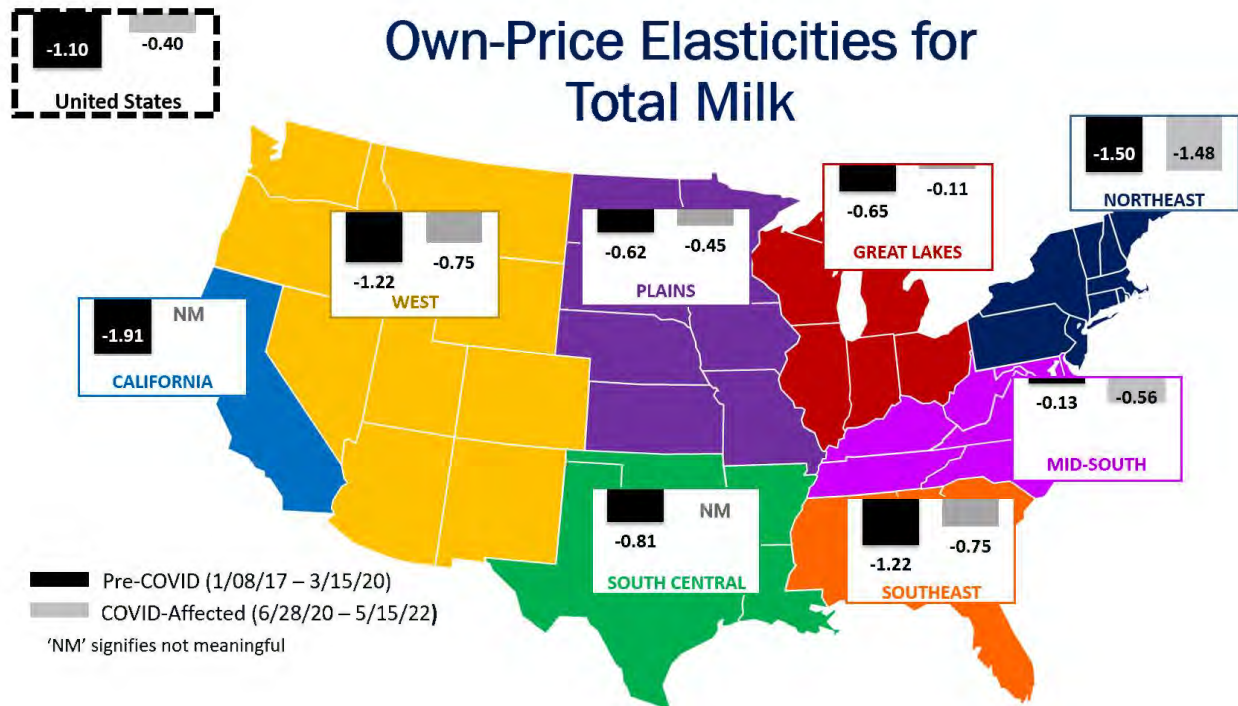 Own-Price Elasticities for
Total Milk
-1.10 -0.40
United States
-1.50 -1.48
NORTHEAST
-0.65 -0.11
GREAT LAKES
-1.22 -0.75
WEST
-0.62 -0.45
PLAINS
-1.91 NM
CALIFORNIA
-0.13 -0.56
MID-SOUTH
-0.81 NM
SOUTH CENTRAL
-1.22 -0.75
SOUTHEAST
Pre-COVID (1/08/17 – 3/15/20)
COVID-Affected (6/28/20 – 5/15/22)
‘NM’ signifies not meaningful